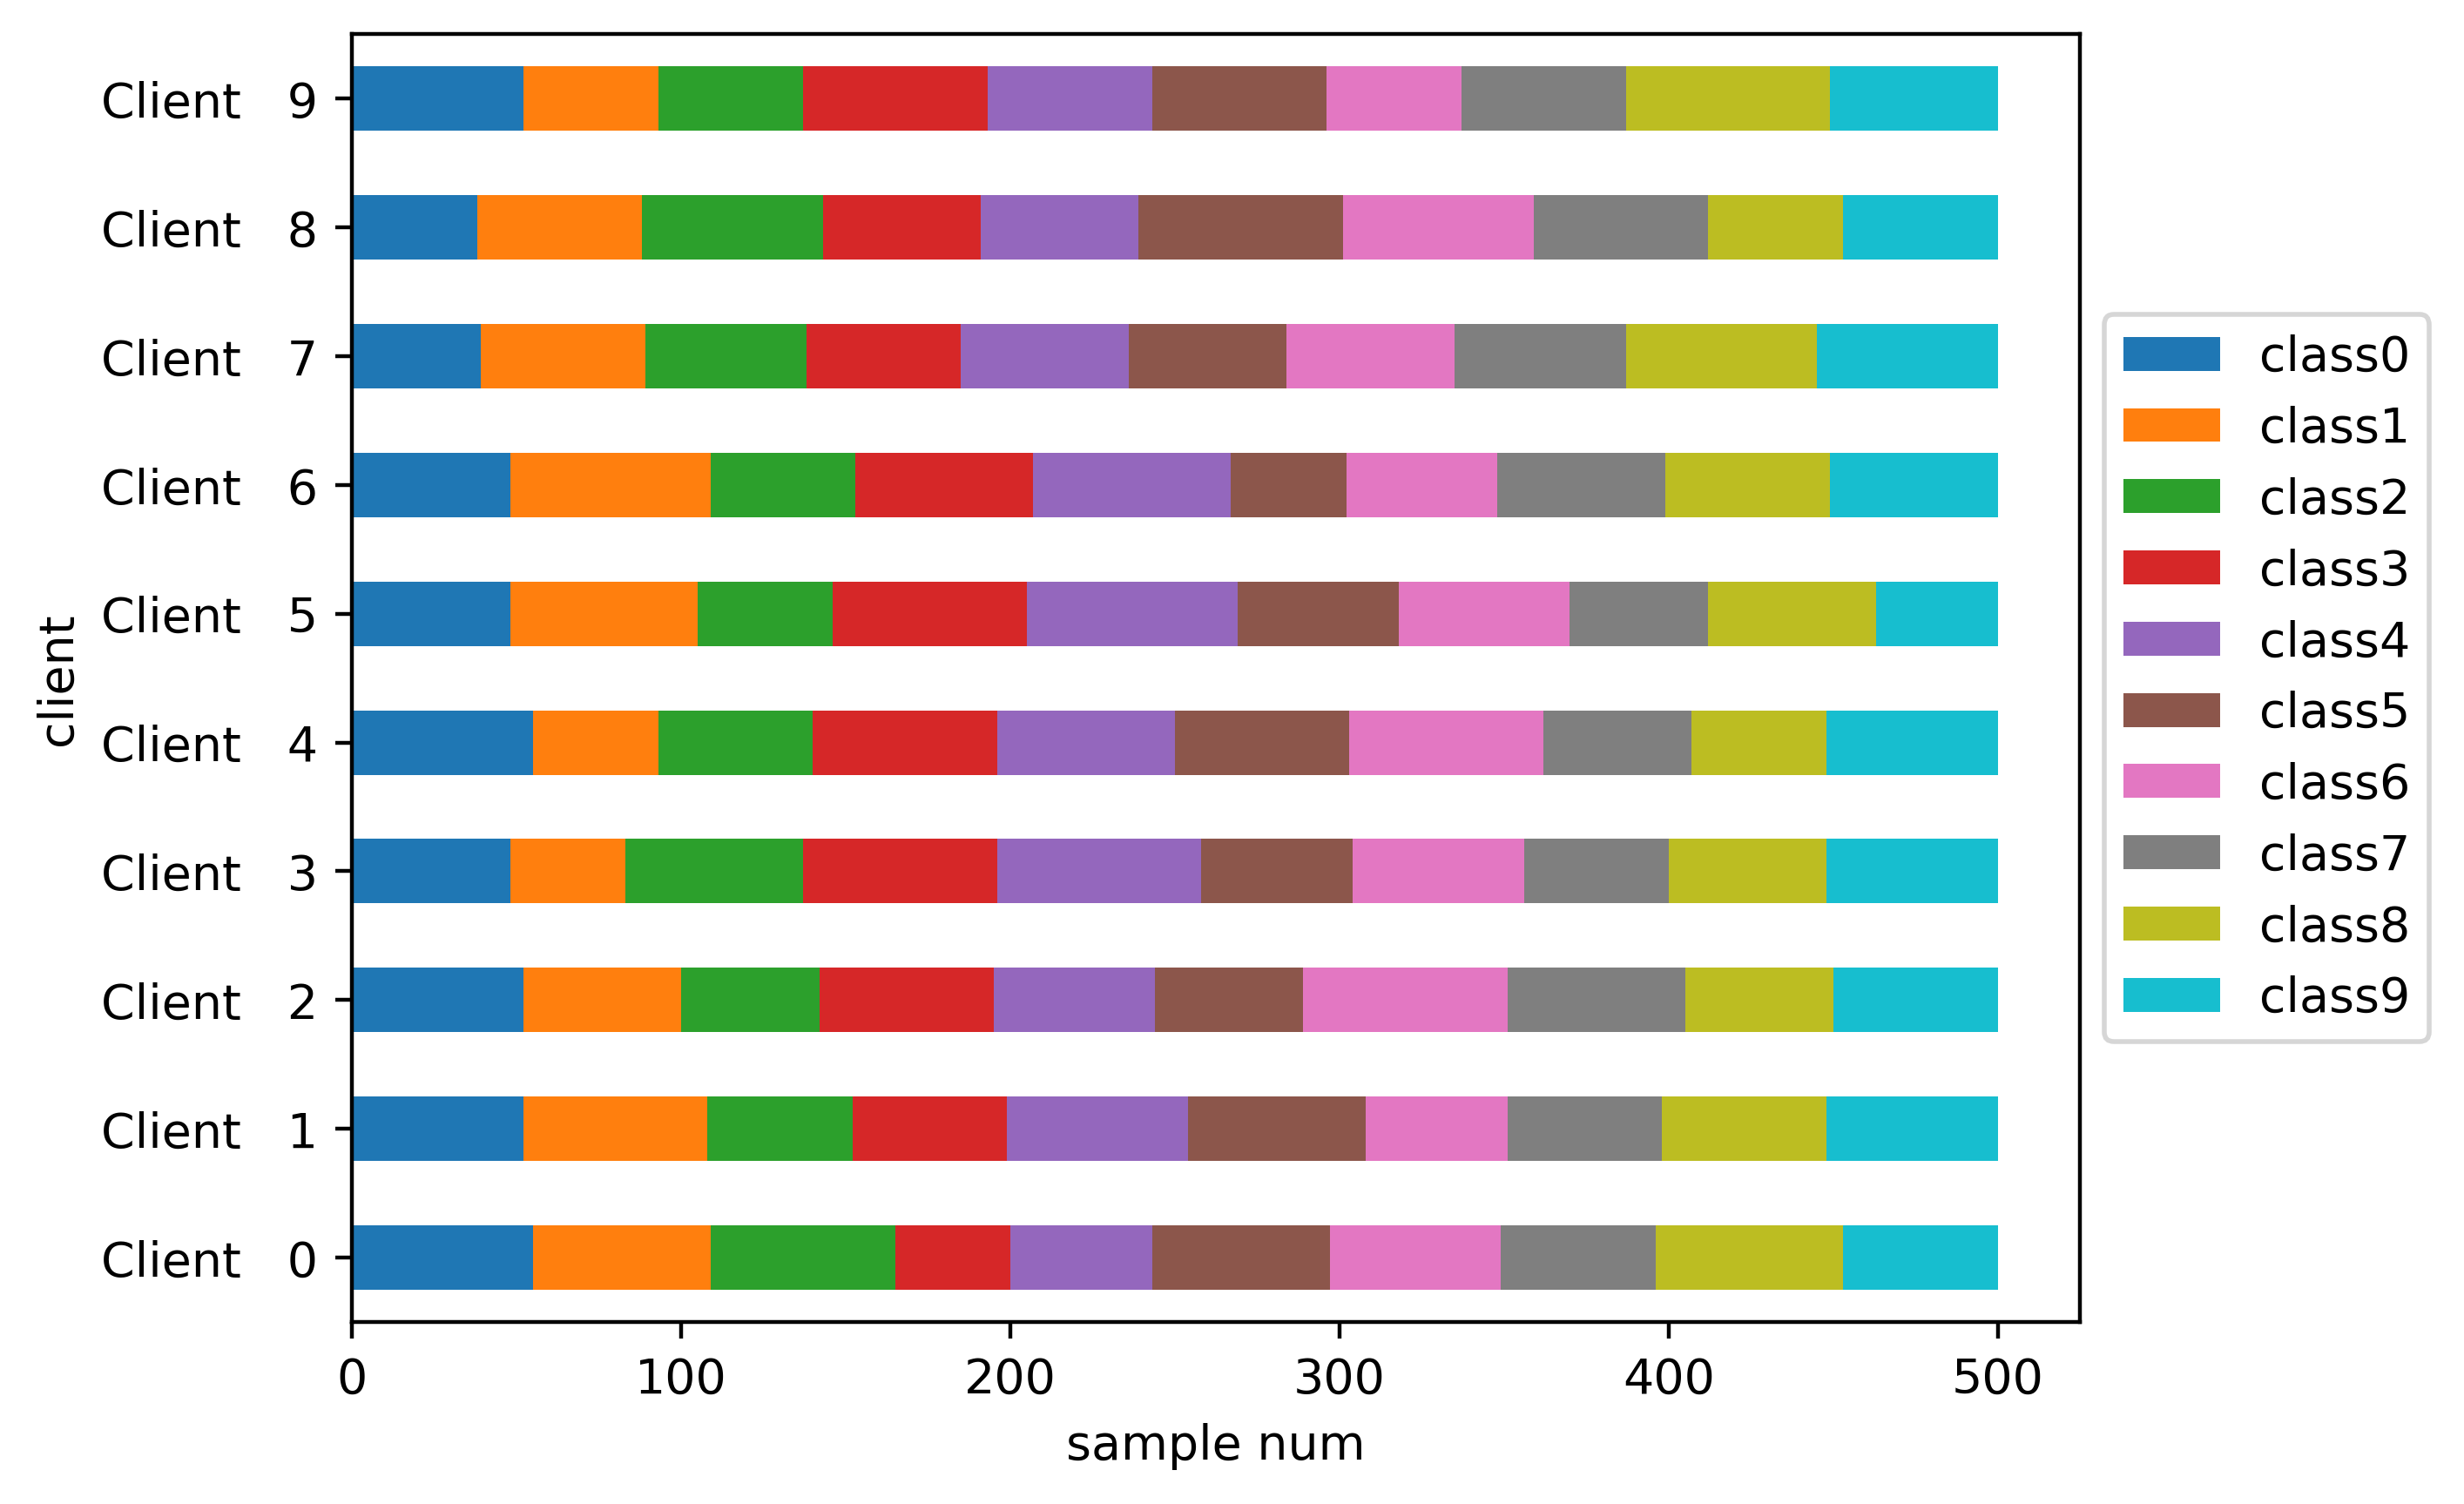 Client 9
Client 8
Client 7
Client 6
Client 5
Client 4
Client 3
Client 2
Client 1
Client 0
client
0 100 200 300 400 500
sample num
class0
class1
class2
class3
class4
class5
class6
class7
class8
class9